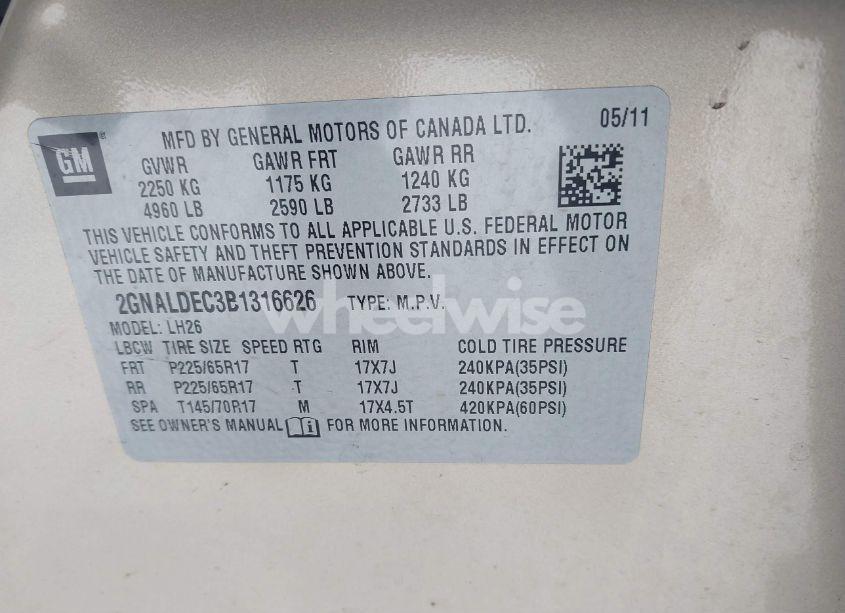 GM
MFD BY GENERAL MOTORS OF CANADA LTD. 05/11
GVWR GAWR FRT GAWR RR
2250 KG 1175 KG 1240 KG
4960 LB 2590 LB 2733 LB
THIS VEHICLE CONFORMS TO ALL APPLICABLE U.S. FEDERAL MOTOR
VEHICLE SAFETY AND THEFT PREVENTION STANDARDS IN EFFECT ON
THE DATE OF MANUFACTURE SHOWN ABOVE.
2GNALDEC3B1316626 TYPE: M.P.V.
wheelwise
MODEL: LH26
LBCW TIRE SIZE SPEED RTG RIM COLD TIRE PRESSURE
FRT P225/65R17 T 17X7J 240KPA(35PSI)
RR P225/65R17 T 17X7J 240KPA(35PSI)
SPA T145/70R17 M 17X4.5T 420KPA(60PSI)
SEE OWNER'S MANUAL i FOR MORE INFORMATION.